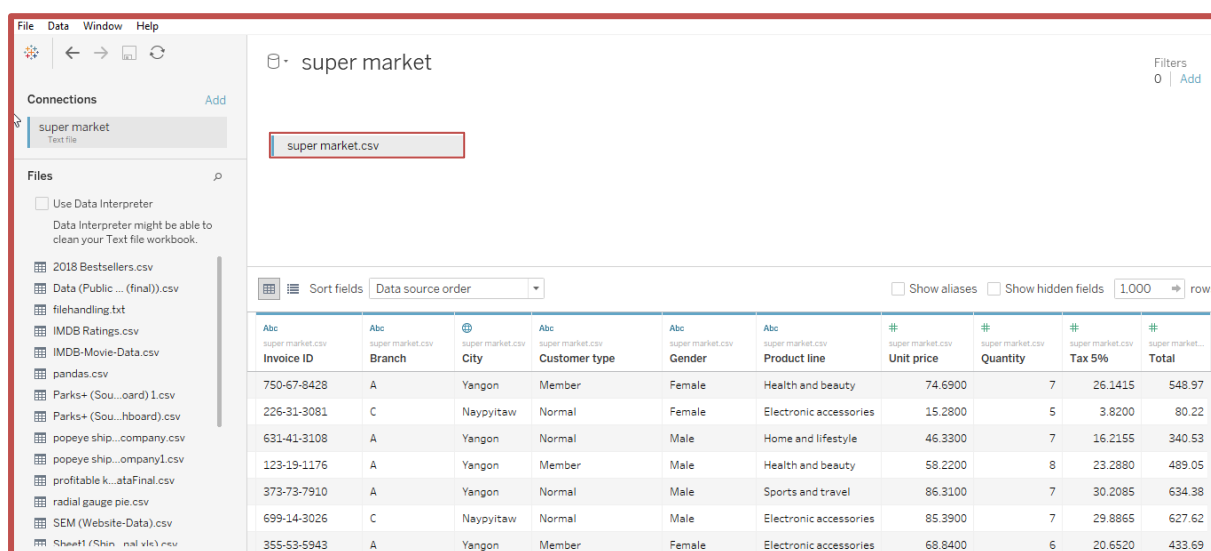 File Data Window Help
super market
Filters
0 Add
Connections Add
super market
Text file
super market.csv
Files
Use Data Interpreter
Data Interpreter might be able to
clean your Text file workbook.
2018 Bestsellers.csv
Data (Public ... (final)).csv
filehandling.txt
IMDB Ratings.csv
IMDB-Movie-Data.csv
pandas.csv
Parks+ (Sou...oard) 1.csv
Parks+ (Sou...hboard).csv
popeye ship...company.csv
popeye ship...ompany1.csv
profitable k...ataFinal.csv
radial gauge pie.csv
SEM (Website-Data).csv
Sheet1 (Ship...nal.xls).csv
Sort fields Data source order Show aliases Show hidden fields 1,000 row
Abc Abc Abc Abc Abc # # # #
super market.csv super market.csv super market.csv super market.csv super market.csv super market.csv super market.csv super market.csv super market.csv super market...
Invoice ID Branch City Customer type Gender Product line Unit price Quantity Tax 5% Total
750-67-8428 A Yangon Member Female Health and beauty 74.6900 7 26.1415 548.97
226-31-3081 C Naypyitaw Normal Female Electronic accessories 15.2800 5 3.8200 80.22
631-41-3108 A Yangon Normal Male Home and lifestyle 46.3300 7 16.2155 340.53
123-19-1176 A Yangon Member Male Health and beauty 58.2200 8 23.2880 489.05
373-73-7910 A Yangon Normal Male Sports and travel 86.3100 7 30.2085 634.38
699-14-3026 C Naypyitaw Normal Male Electronic accessories 85.3900 7 29.8865 627.62
355-53-5943 A Yangon Member Female Electronic accessories 68.8400 6 20.6520 433.69